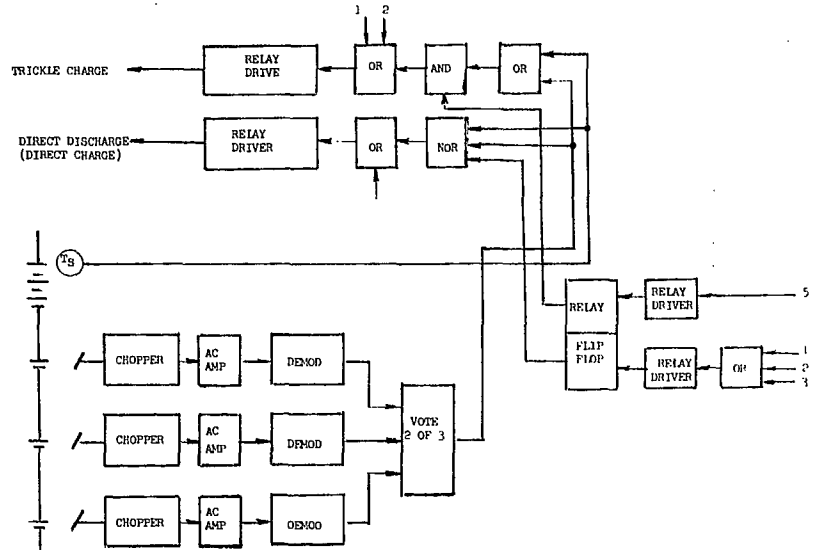 1 2
RELAY
DRIVE
OR
AND
OR
TRICKLE CHARGE
RELAY
DRIVER
OR
NOR
DIRECT DISCHARGE
(DIRECT CHARGE)
TS
RELAY
RELAY
DRIVER
5
FLIP
FLOP
RELAY
DRIVER
OR
1
2
3
CHOPPER
AC
AMP
DEMOD
VOTE
2 OF 3
CHOPPER
AC
AMP
DEMOD
CHOPPER
AC
AMP
DEMOD